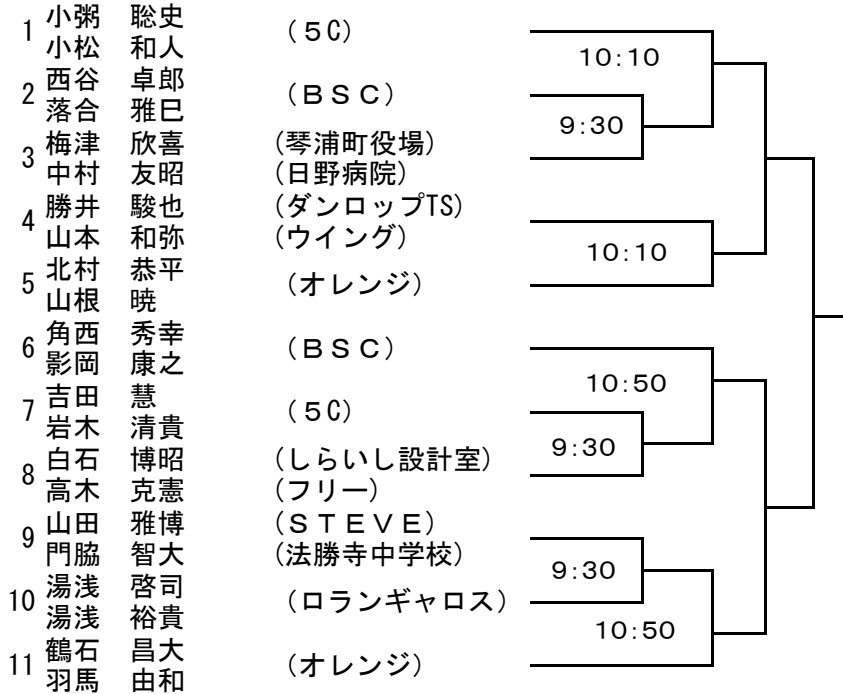 1 小粥 聡史 (5C)
小松 和人
10:10
2 西谷 卓郎 (BSC)
落合 雅巳
9:30
3 梅津 欣喜 (琴浦町役場)
中村 友昭 (日野病院)
4 勝井 駿也 (ダンロップTS)
山本 和弥 (ウイング)
10:10
5 北村 恭平 (オレンジ)
山根 暁
6 角西 秀幸 (BSC)
影岡 康之
10:50
7 吉田 慧 (5C)
岩木 清貴
9:30
8 白石 博昭 (しらいし設計室)
高木 克憲 (フリー)
9 山田 雅博 (STEVE)
門脇 智大 (法勝寺中学校)
9:30
10 湯浅 啓司 (ロランギャロス)
湯浅 裕貴
10:50
11 鶴石 昌大 (オレンジ)
羽馬 由和